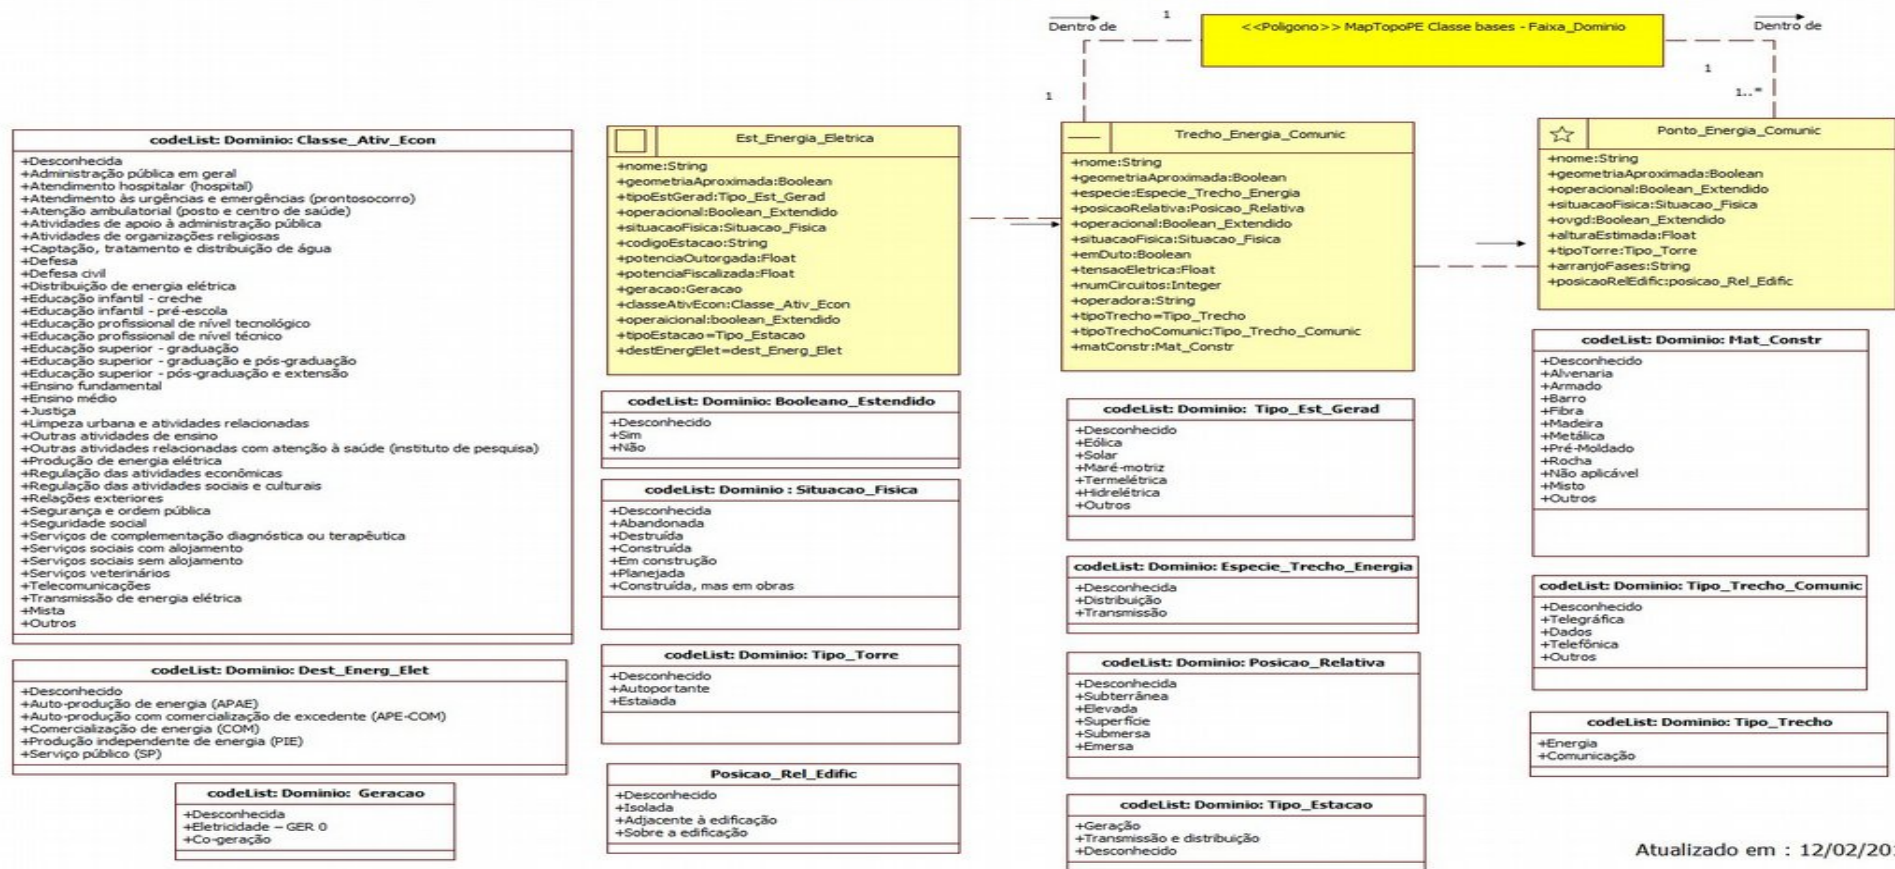 Dentro de
1
<<Poligono>> MapTopoPE Classe bases - Faixa_Dominio
Dentro de
1
1
1..*
codeList: Dominio: Classe_Ativ_Econ
+Desconhecida
+Administração pública em geral
+Atendimento hospitalar (hospital)
+Atendimento às urgências e emergências (prontosocorro)
+Atenção ambulatorial (posto e centro de saúde)
+Atividades de apoio à administração pública
+Atividades de organizações religiosas
+Captação, tratamento e distribuição de água
+Defesa
+Defesa civil
+Distribuição de energia elétrica
+Educação infantil - creche
+Educação infantil - pré-escola
+Educação profissional de nível tecnológico
+Educação profissional de nível técnico
+Educação superior - graduação
+Educação superior - graduação e pós-graduação
+Educação superior - pós-graduação e extensão
+Ensino fundamental
+Ensino médio
+Justiça
+Limpeza urbana e atividades relacionadas
+Outras atividades de ensino
+Outras atividades relacionadas com atenção à saúde (instituto de pesquisa)
+Produção de energia elétrica
+Regulação das atividades econômicas
+Regulação das atividades sociais e culturais
+Relações exteriores
+Segurança e ordem pública
+Seguridade social
+Serviços de complementação diagnóstica ou terapêutica
+Serviços sociais com alojamento
+Serviços sociais sem alojamento
+Serviços veterinários
+Telecomunicações
+Transmissão de energia elétrica
+Mista
+Outros
codeList: Dominio: Dest_Energ_Elet
+Desconhecido
+Auto-produção de energia (APAE)
+Auto-produção com comercialização de excedente (APE-COM)
+Comercialização de energia (COM)
+Produção independente de energia (PIE)
+Serviço público (SP)
codeList: Dominio: Geracao
+Desconhecida
+Eletricidade – GER 0
+Co-geração
Est_Energia_Eletrica
+nome:String
+geometriaAproximada:Boolean
+tipoEstGerad:Tipo_Est_Gerad
+operacional:Boolean_Extendido
+situacaoFisica:Situacao_Fisica
+codigoEstacao:String
+potenciaOutorgada:Float
+potenciaFiscalizada:Float
+geracao:Geracao
+classeAtivEcon:Classe_Ativ_Econ
+operaicional:boolean_Extendido
+tipoEstacao=Tipo_Estacao
+destEnergElet=dest_Energ_Elet
codeList: Dominio: Booleano_Estendido
+Desconhecido
+Sim
+Não
codeList: Dominio : Situacao_Fisica
+Desconhecida
+Abandonada
+Destruída
+Construída
+Em construção
+Planejada
+Construída, mas em obras
codeList: Dominio: Tipo_Torre
+Desconhecido
+Autoportante
+Estaiada
Posicao_Rel_Edific
+Desconhecido
+Isolada
+Adjacente à edificação
+Sobre a edificação
Trecho_Energia_Comunic
+nome:String
+geometriaAproximada:Boolean
+especie:Especie_Trecho_Energia
+posicaoRelativa:Posicao_Relativa
+operacional:Boolean_Extendido
+situacaoFisica:Situacao_Fisica
+emDuto:Boolean
+tensaoEletrica:Float
+numCircuitos:Integer
+operadora:String
+tipoTrecho=Tipo_Trecho
+tipoTrechoComunic:Tipo_Trecho_Comunic
+matConstr:Mat_Constr
codeList: Dominio: Tipo_Est_Gerad
+Desconhecido
+Eólica
+Solar
+Maré-motriz
+Termelétrica
+Hidrelétrica
+Outros
codeList: Dominio: Especie_Trecho_Energia
+Desconhecida
+Distribuição
+Transmissão
codeList: Dominio: Posicao_Relativa
+Desconhecida
+Subterrânea
+Elevada
+Superfície
+Submersa
+Emersa
codeList: Dominio: Tipo_Estacao
+Geração
+Transmissão e distribuição
+Desconhecido
Ponto_Energia_Comunic
+nome:String
+geometriaAproximada:Boolean
+operacional:Boolean_Extendido
+situacaoFisica:Situacao_Fisica
+ovgd:Boolean_Extendido
+alturaEstimada:Float
+tipoTorre:Tipo_Torre
+arranjoFases:String
+posicaoRelEdific:posicao_Rel_Edific
codeList: Dominio: Mat_Constr
+Desconhecido
+Alvenaria
+Armado
+Barro
+Fibra
+Madeira
+Metálica
+Pré-Moldado
+Rocha
+Não aplicável
+Misto
+Outros
codeList: Dominio: Tipo_Trecho_Comunic
+Desconhecido
+Telegráfica
+Dados
+Telefônica
+Outros
codeList: Dominio: Tipo_Trecho
+Energia
+Comunicação
Atualizado em : 12/02/20